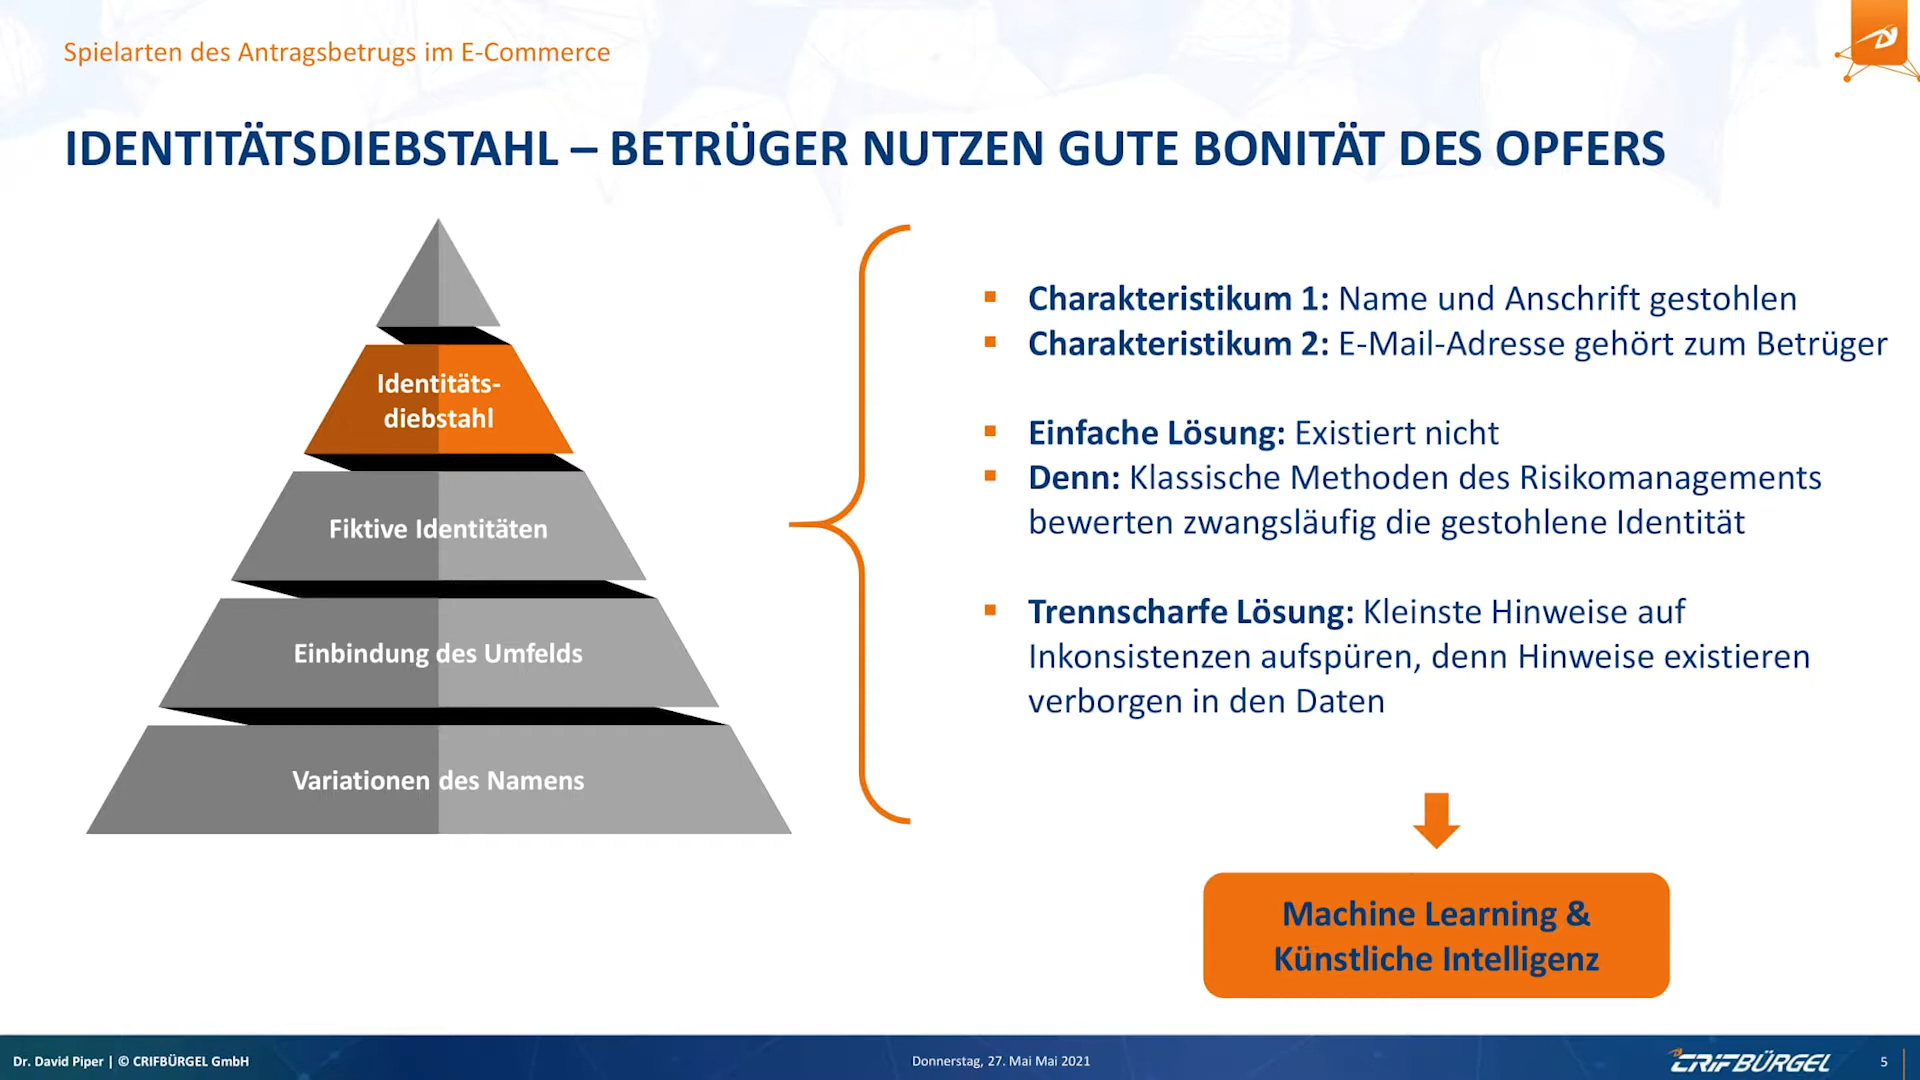 Spielarten des Antragsbetrugs im E-Commerce
IDENTITÄTSDIEBSTAHL – BETRÜGER NUTZEN GUTE BONITÄT DES OPFERS
Identitäts-
diebstahl
Fiktive Identitäten
Einbindung des Umfelds
Variationen des Namens
Charakteristikum 1: Name und Anschrift gestohlen
Charakteristikum 2: E-Mail-Adresse gehört zum Betrüger
Einfache Lösung: Existiert nicht
Denn: Klassische Methoden des Risikomanagements
bewerten zwangsläufig die gestohlene Identität
Trennscharfe Lösung: Kleinste Hinweise auf
Inkonsistenzen aufspüren, denn Hinweise existieren
verborgen in den Daten
Machine Learning &
Künstliche Intelligenz
Dr. David Piper | © CRIFBÜRGEL GmbH
Donnerstag, 27. Mai Mai 2021
CRIFBÜRGEL
5